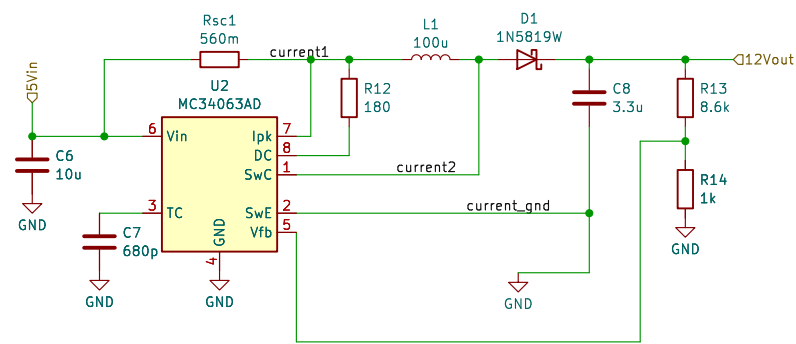 Rsc1
560m
current1
L1
100u
D1
1N5819W
12Vout
5Vin
U2
MC34063AD
R12
180
C8
3.3u
R13
8.6k
6
Vin
Ipk
7
DC
8
SwC
1
current2
C6
10u
GND
3
TC
SwE
2
current_gnd
Vfb
5
R14
1k
GND
C7
680p
GND
4
GND
GND
GND